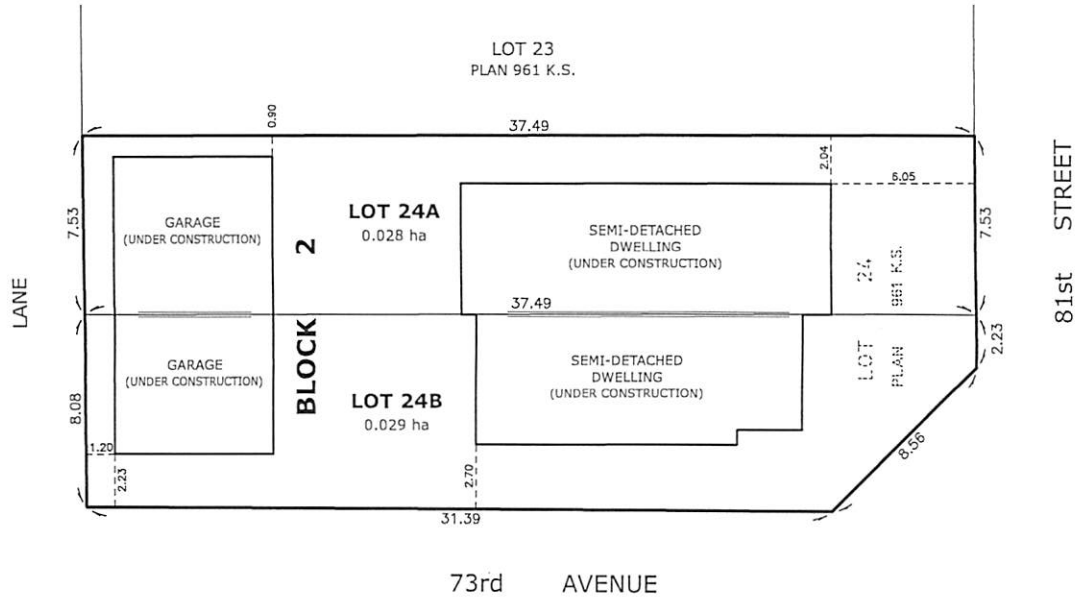 LOT 23
PLAN 961 K.S.
0.90
37.49
2.04
6.05
7.53
GARAGE
(UNDER CONSTRUCTION)
2
LOT 24A
0.028 ha
SEMI-DETACHED
DWELLING
(UNDER CONSTRUCTION)
LOT 24
PLAN 961 K.S.
7.53
81st STREET
LANE
37.49
BLOCK
GARAGE
(UNDER CONSTRUCTION)
LOT 24B
0.029 ha
SEMI-DETACHED
DWELLING
(UNDER CONSTRUCTION)
2.23
8.08
1.20
2.23
2.70
8.56
31.39
73rd AVENUE